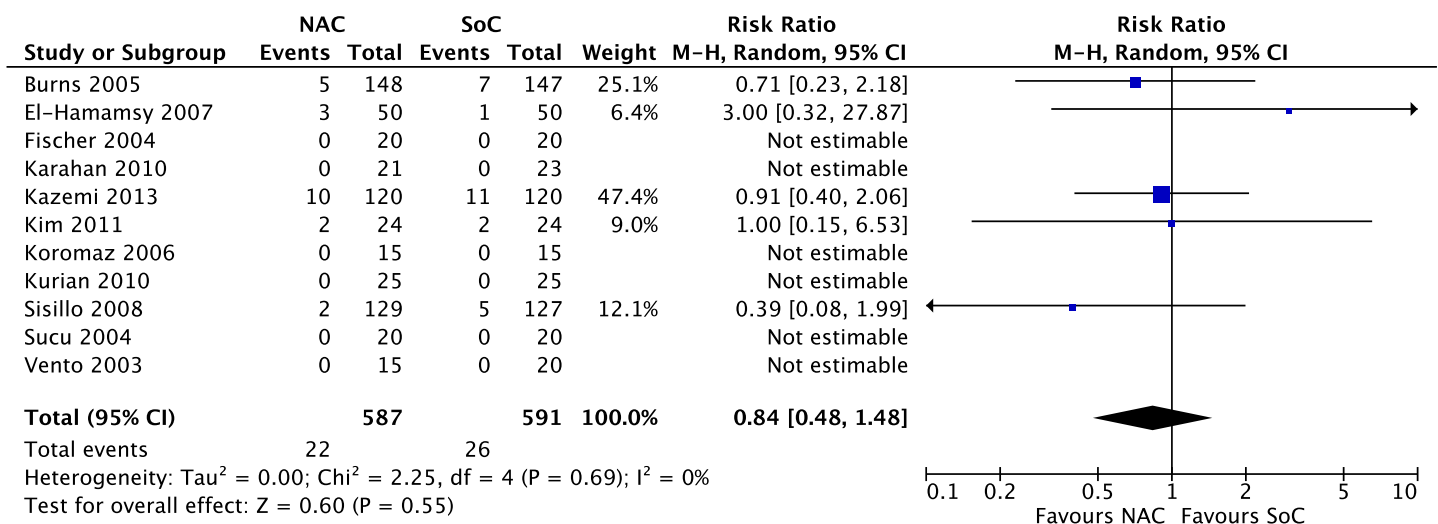 NAC SoC Risk Ratio Risk Ratio
Study or Subgroup Events Total Events Total Weight M-H, Random, 95% CI M-H, Random, 95% CI
Burns 2005 5 148 7 147 25.1% 0.71 [0.23, 2.18]
El-Hamamsy 2007 3 50 1 50 6.4% 3.00 [0.32, 27.87]
Fischer 2004 0 20 0 20 Not estimable
Karahan 2010 0 21 0 23 Not estimable
Kazemi 2013 10 120 11 120 47.4% 0.91 [0.40, 2.06]
Kim 2011 2 24 2 24 9.0% 1.00 [0.15, 6.53]
Koromaz 2006 0 15 0 15 Not estimable
Kurian 2010 0 25 0 25 Not estimable
Sisillo 2008 2 129 5 127 12.1% 0.39 [0.08, 1.99]
Sucu 2004 0 20 0 20 Not estimable
Vento 2003 0 15 0 20 Not estimable
Total (95% CI) 587 591 100.0% 0.84 [0.48, 1.48]
Total events 22 26
Heterogeneity: Tau² = 0.00; Chi² = 2.25, df = 4 (P = 0.69); I² = 0%
Test for overall effect: Z = 0.60 (P = 0.55)
0.1 0.2 0.5 1 2 5 10
Favours NAC Favours SoC